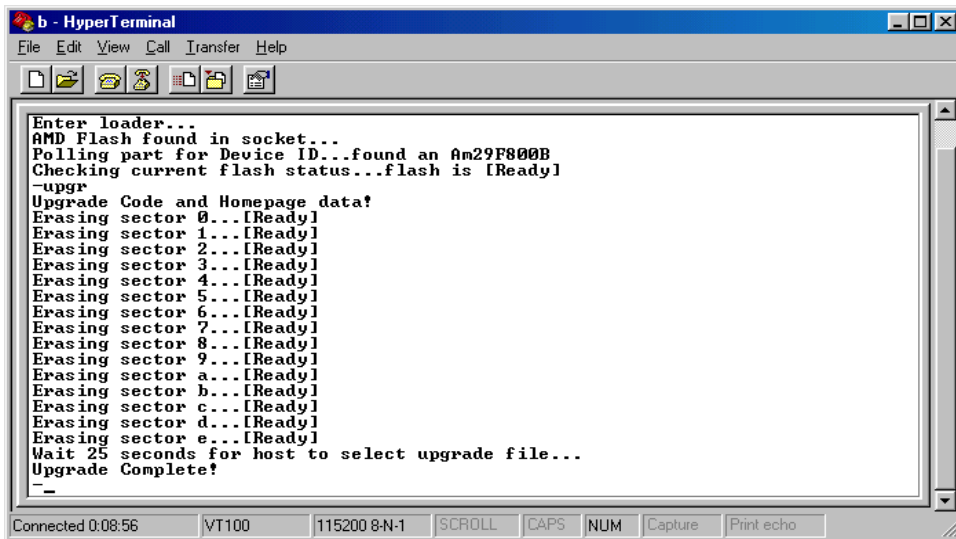 b - HyperTerminal
File Edit View Call Transfer Help
Enter loader...
AMD Flash found in socket...
Polling part for Device ID...found an Am29F800B
Checking current flash status...flash is [Ready]
-upgr
Upgrade Code and Homepage data!
Erasing sector 0...[Ready]
Erasing sector 1...[Ready]
Erasing sector 2...[Ready]
Erasing sector 3...[Ready]
Erasing sector 4...[Ready]
Erasing sector 5...[Ready]
Erasing sector 6...[Ready]
Erasing sector 7...[Ready]
Erasing sector 8...[Ready]
Erasing sector 9...[Ready]
Erasing sector a...[Ready]
Erasing sector b...[Ready]
Erasing sector c...[Ready]
Erasing sector d...[Ready]
Erasing sector e...[Ready]
Wait 25 seconds for host to select upgrade file...
Upgrade Complete!
-_
Connected 0:08:56 VT100 115200 8-N-1 SCROLL CAPS NUM Capture Print echo